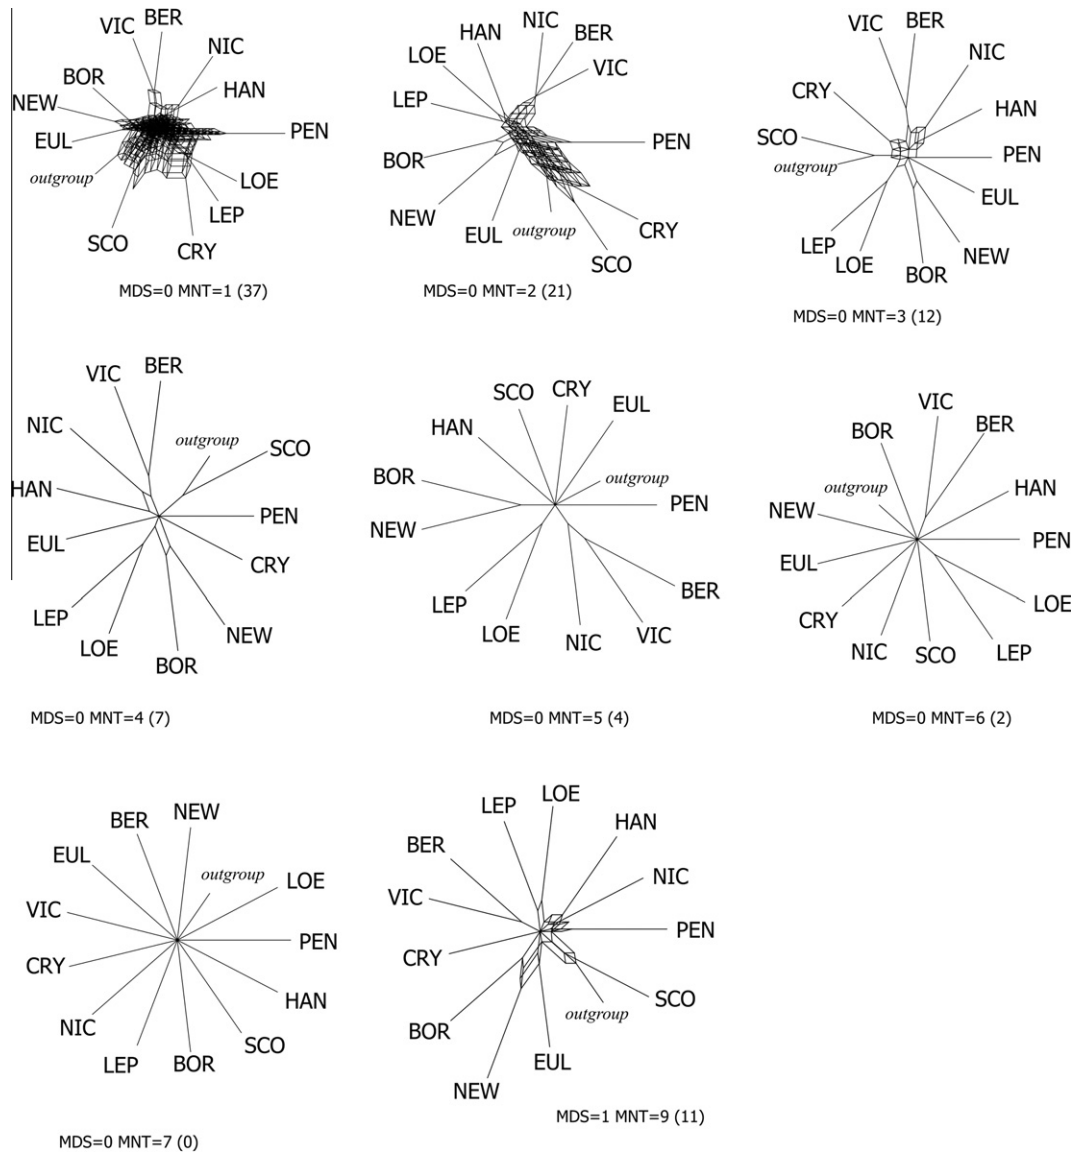 BER
VIC
NIC
BOR
HAN
NEW
PEN
EUL
outgroup
LOE
LEP
SCO
CRY
MDS=0 MNT=1 (37)
NIC
HAN
BER
LOE
VIC
LEP
PEN
BOR
NEW
EUL
outgroup
CRY
SCO
MDS=0 MNT=2 (21)
VIC
BER
NIC
CRY
HAN
SCO
PEN
outgroup
EUL
LEP
LOE
NEW
BOR
MDS=0 MNT=3 (12)
BER
VIC
NIC
outgroup
SCO
HAN
PEN
EUL
CRY
LEP
NEW
LOE
BOR
MDS=0 MNT=4 (7)
SCO
CRY
EUL
HAN
BOR
outgroup
PEN
NEW
BER
LEP
LOE
NIC
VIC
MDS=0 MNT=5 (4)
VIC
BOR
BER
outgroup
HAN
NEW
PEN
EUL
LOE
CRY
NIC
SCO
LEP
MDS=0 MNT=6 (2)
NEW
BER
EUL
outgroup
LOE
VIC
PEN
CRY
HAN
NIC
SCO
LEP
BOR
MDS=0 MNT=7 (0)
LOE
LEP
HAN
BER
NIC
VIC
PEN
CRY
SCO
outgroup
BOR
EUL
NEW
MDS=1 MNT=9 (11)